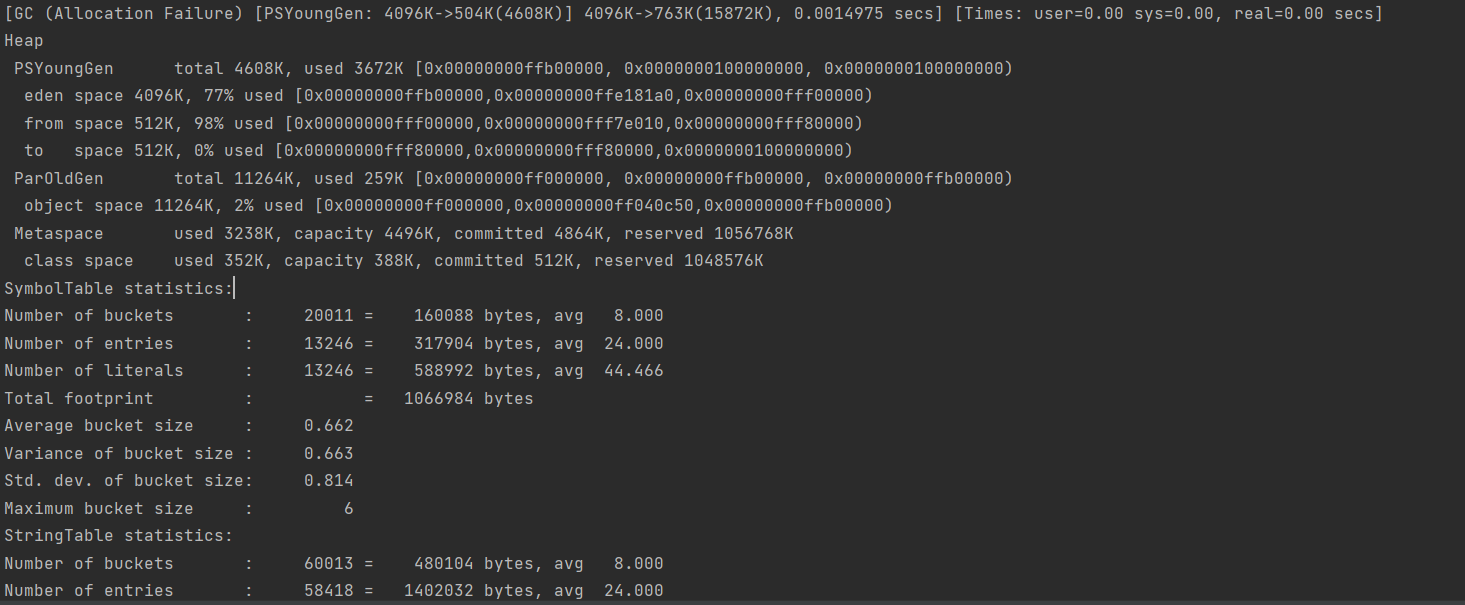 [GC (Allocation Failure) [PSYoungGen: 4096K->504K(4608K)] 4096K->763K(15872K), 0.0014975 secs] [Times: user=0.00 sys=0.00, real=0.00 secs]
Heap
 PSYoungGen      total 4608K, used 3672K [0x00000000ffb00000, 0x0000000100000000, 0x0000000100000000)
  eden space 4096K, 77% used [0x00000000ffb00000,0x00000000ffe181a0,0x00000000fff00000)
  from space 512K, 98% used [0x00000000fff00000,0x00000000fff7e010,0x00000000fff80000)
  to   space 512K, 0% used [0x00000000fff80000,0x00000000fff80000,0x0000000100000000)
 ParOldGen       total 11264K, used 259K [0x00000000ff000000, 0x00000000ffb00000, 0x00000000ffb00000)
  object space 11264K, 2% used [0x00000000ff000000,0x00000000ff040c50,0x00000000ffb00000)
 Metaspace       used 3238K, capacity 4496K, committed 4864K, reserved 1056768K
  class space    used 352K, capacity 388K, committed 512K, reserved 1048576K
SymbolTable statistics:
Number of buckets       :     20011 =    160088 bytes, avg   8.000
Number of entries       :     13246 =    317904 bytes, avg  24.000
Number of literals      :     13246 =    588992 bytes, avg  44.466
Total footprint         :           =   1066984 bytes
Average bucket size     :     0.662
Variance of bucket size :     0.663
Std. dev. of bucket size:     0.814
Maximum bucket size     :         6
StringTable statistics:
Number of buckets       :     60013 =    480104 bytes, avg   8.000
Number of entries       :     58418 =   1402032 bytes, avg  24.000